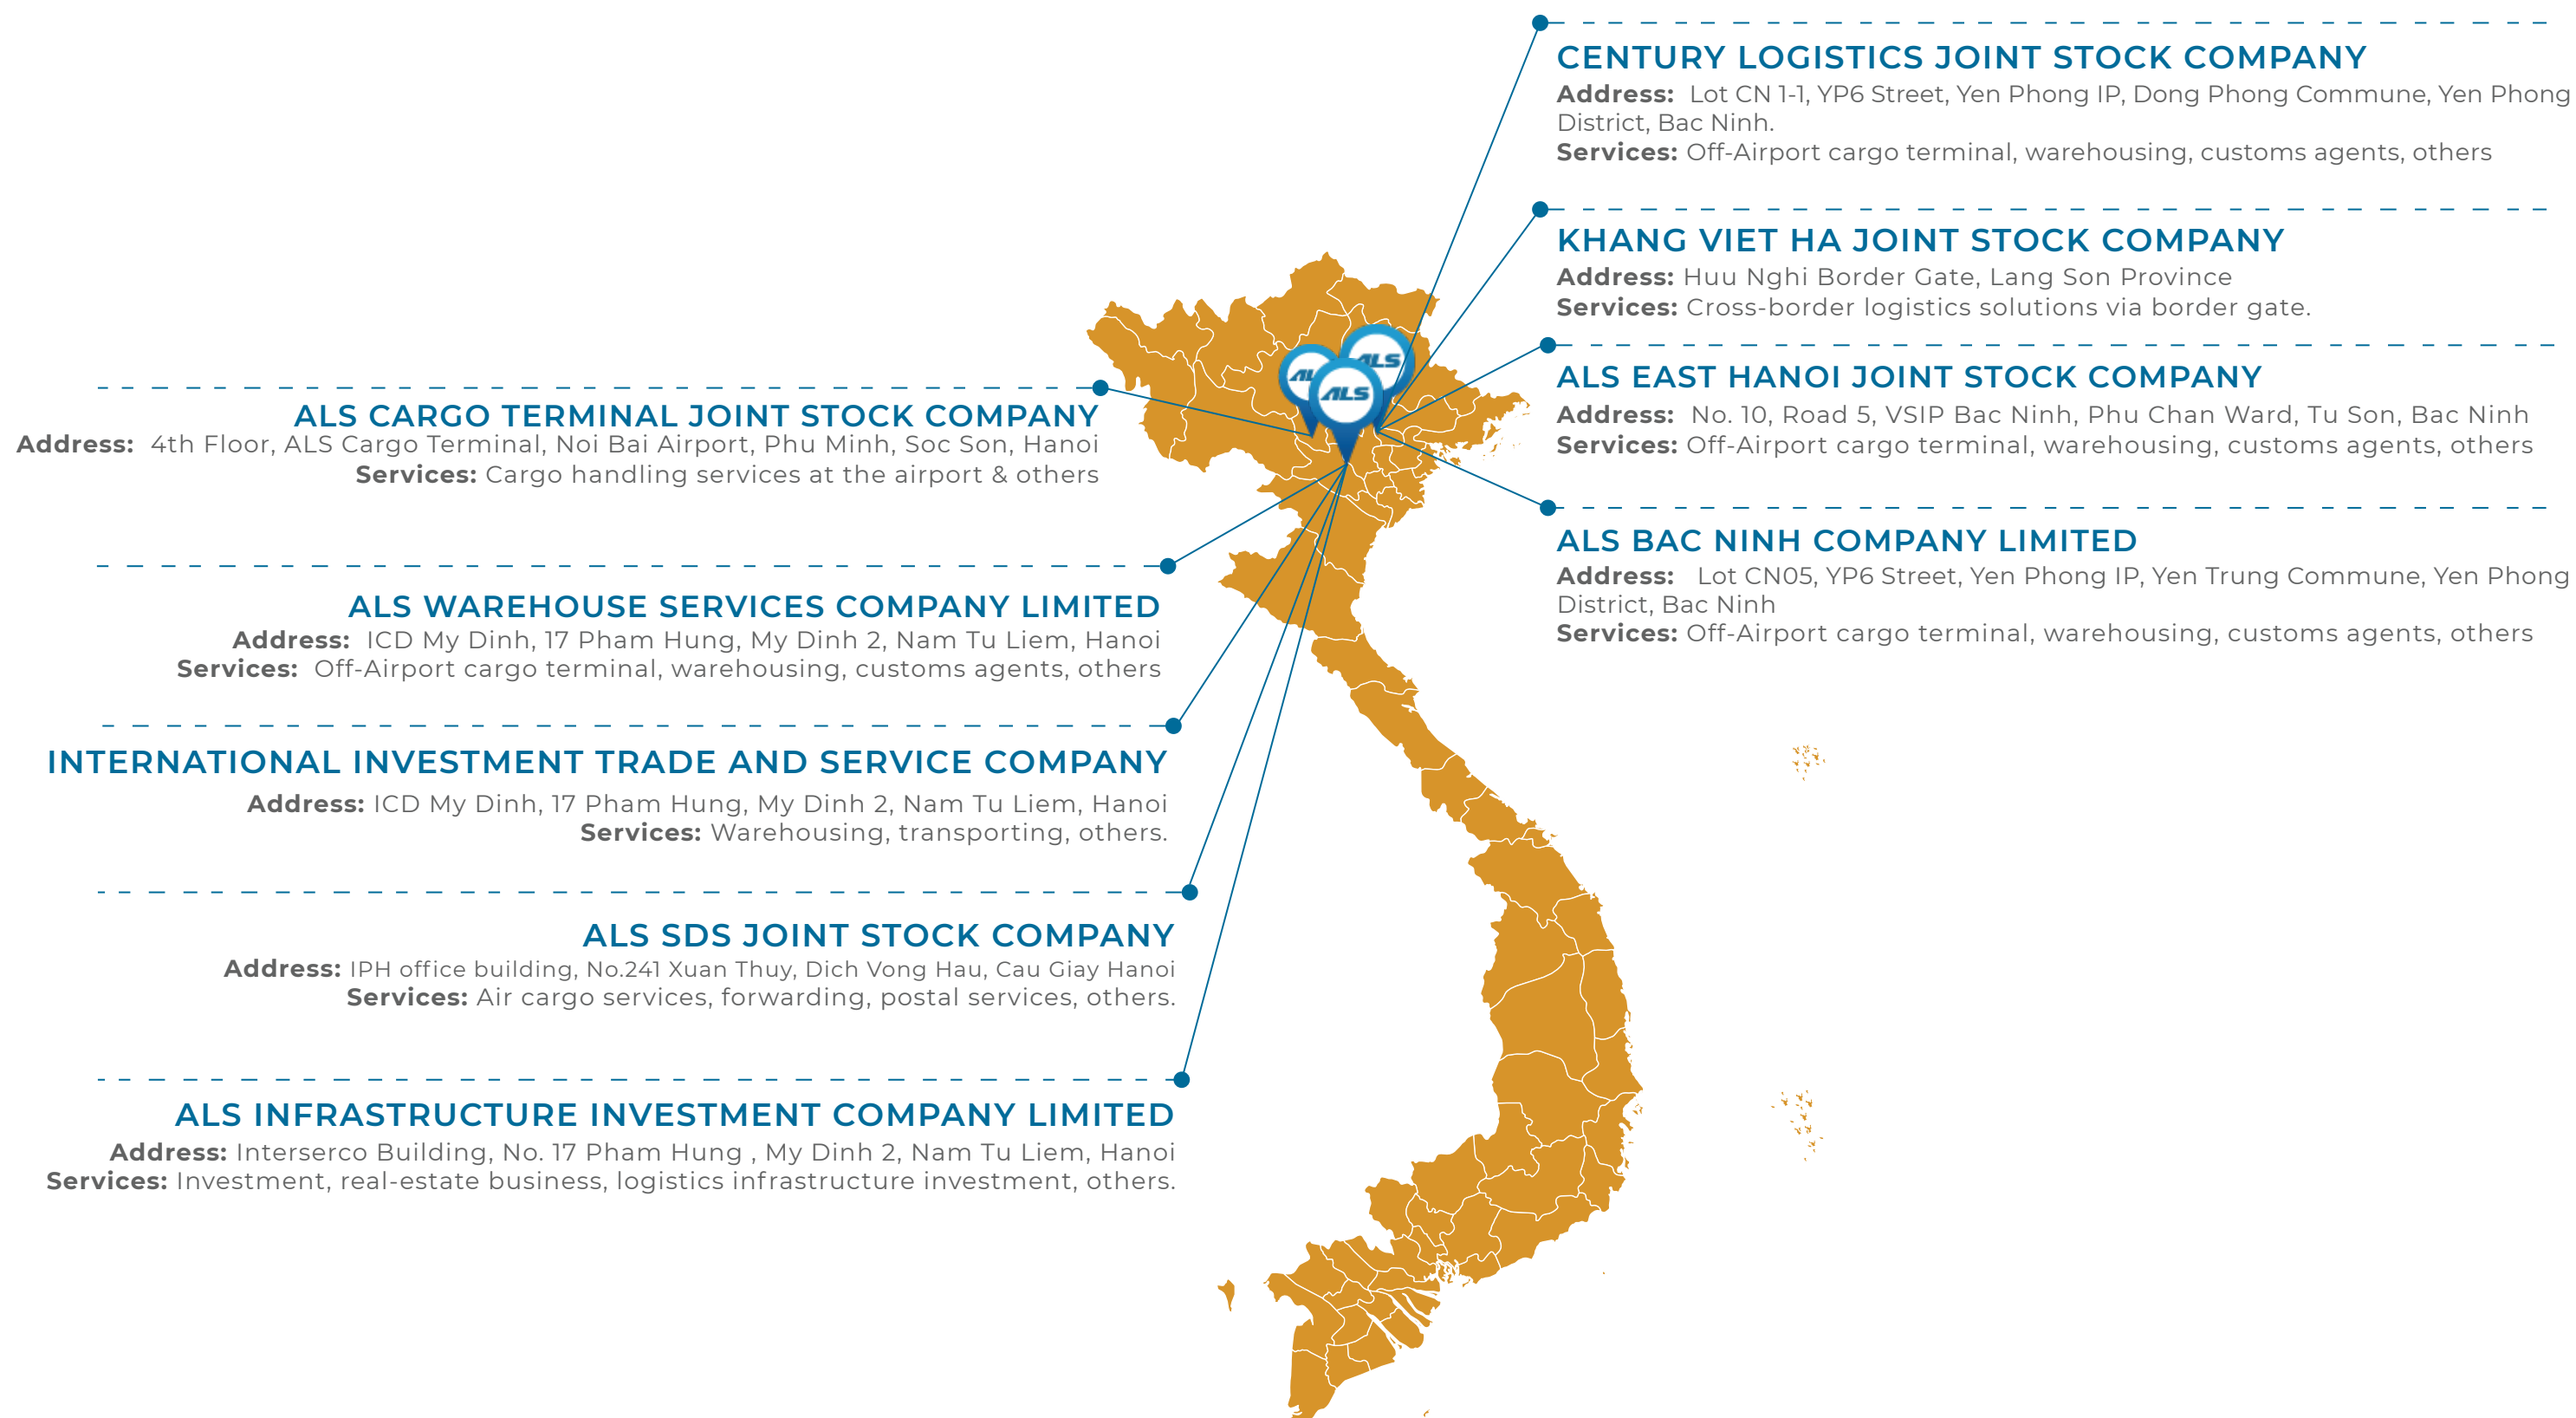 CENTURY LOGISTICS JOINT STOCK COMPANY
Address: Lot CN 1-1, YP6 Street, Yen Phong IP, Dong Phong Commune, Yen Phong
District, Bac Ninh.
Services: Off-Airport cargo terminal, warehousing, customs agents, others
KHANG VIET HA JOINT STOCK COMPANY
Address: Huu Nghi Border Gate, Lang Son Province
Services: Cross-border logistics solutions via border gate.
ALS EAST HANOI JOINT STOCK COMPANY
Address: No. 10, Road 5, VSIP Bac Ninh, Phu Chan Ward, Tu Son, Bac Ninh
Services: Off-Airport cargo terminal, warehousing, customs agents, others
ALS BAC NINH COMPANY LIMITED
Address: Lot CN05, YP6 Street, Yen Phong IP, Yen Trung Commune, Yen Phong
District, Bac Ninh
Services: Off-Airport cargo terminal, warehousing, customs agents, others
ALS
ALS
ALS CARGO TERMINAL JOINT STOCK COMPANY
Address: 4th Floor, ALS Cargo Terminal, Noi Bai Airport, Phu Minh, Soc Son, Hanoi
Services: Cargo handling services at the airport & others
ALS WAREHOUSE SERVICES COMPANY LIMITED
Address: ICD My Dinh, 17 Pham Hung, My Dinh 2, Nam Tu Liem, Hanoi
Services: Off-Airport cargo terminal, warehousing, customs agents, others
INTERNATIONAL INVESTMENT TRADE AND SERVICE COMPANY
Address: ICD My Dinh, 17 Pham Hung, My Dinh 2, Nam Tu Liem, Hanoi
Services: Warehousing, transporting, others.
ALS SDS JOINT STOCK COMPANY
Address: IPH office building, No.241 Xuan Thuy, Dich Vong Hau, Cau Giay Hanoi
Services: Air cargo services, forwarding, postal services, others.
ALS INFRASTRUCTURE INVESTMENT COMPANY LIMITED
Address: Interserco Building, No. 17 Pham Hung , My Dinh 2, Nam Tu Liem, Hanoi
Services: Investment, real-estate business, logistics infrastructure investment, others.